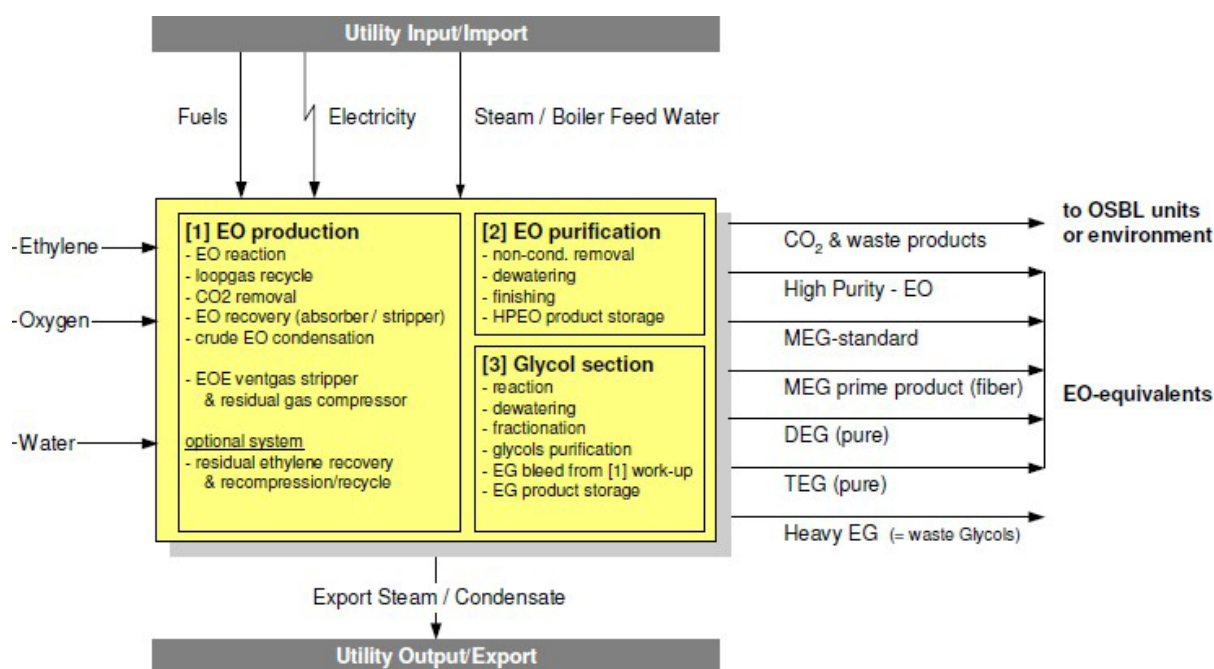 Utility Input/Import
Fuels
Electricity
Steam / Boiler Feed Water
Ethylene
Oxygen
Water
[1] EO production
- EO reaction
- loopgas recycle
- CO2 removal
- EO recovery (absorber / stripper)
- crude EO condensation
- EOE ventgas stripper
& residual gas compressor
optional system
- residual ethylene recovery
& recompression/recycle
[2] EO purification
- non-cond. removal
- dewatering
- finishing
- HPEO product storage
[3] Glycol section
- reaction
- dewatering
- fractionation
- glycols purification
- EG bleed from [1] work-up
- EG product storage
CO2 & waste products
High Purity - EO
MEG-standard
MEG prime product (fiber)
DEG (pure)
TEG (pure)
Heavy EG (= waste Glycols)
to OSBL units
or environment
EO-equivalents
Export Steam / Condensate
Utility Output/Export